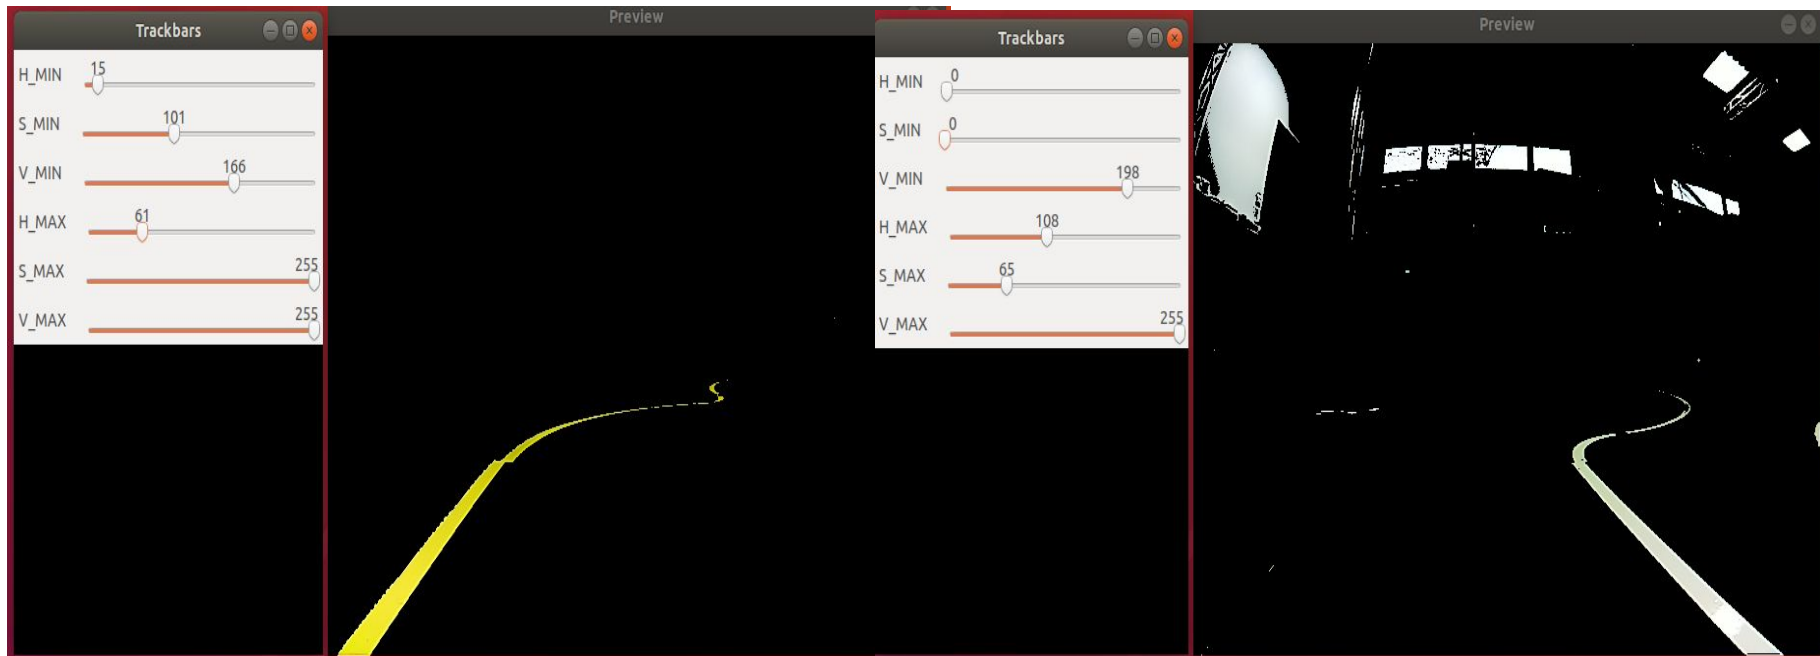 Trackbars
Preview
H_MIN 15
S_MIN 101
V_MIN 166
H_MAX 61
S_MAX 255
V_MAX 255
Trackbars
Preview
H_MIN 0
S_MIN 0
V_MIN 198
H_MAX 108
S_MAX 65
V_MAX 255